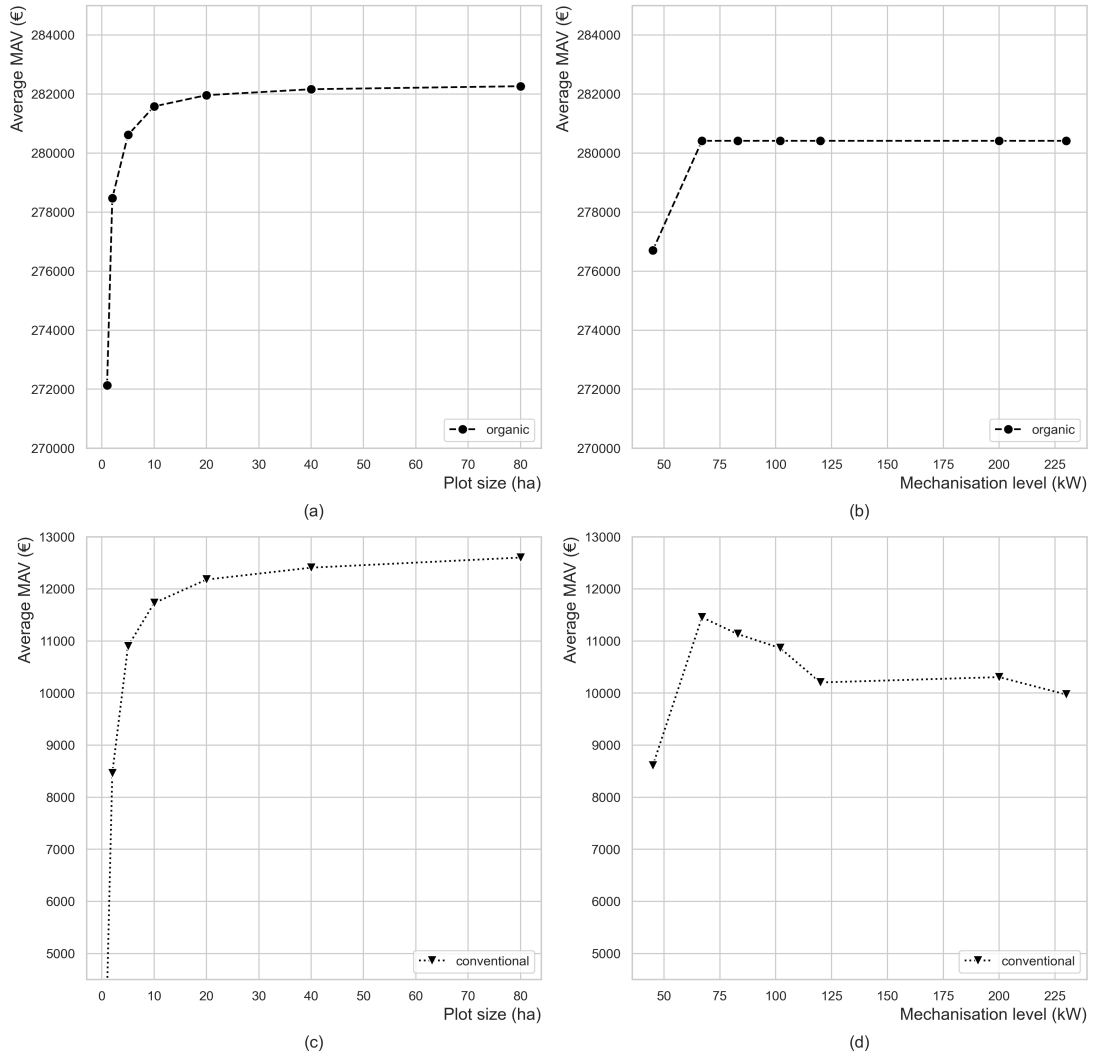 Average MAV (€)
284000
282000
280000
278000
276000
274000
272000
270000
organic
0 10 20 30 40 50 60 70 80
Plot size (ha)
(a)
Average MAV (€)
284000
282000
280000
278000
276000
274000
272000
270000
organic
50 75 100 125 150 175 200 225
Mechanisation level (kW)
(b)
Average MAV (€)
13000
12000
11000
10000
9000
8000
7000
6000
5000
conventional
0 10 20 30 40 50 60 70 80
Plot size (ha)
(c)
Average MAV (€)
13000
12000
11000
10000
9000
8000
7000
6000
5000
conventional
50 75 100 125 150 175 200 225
Mechanisation level (kW)
(d)